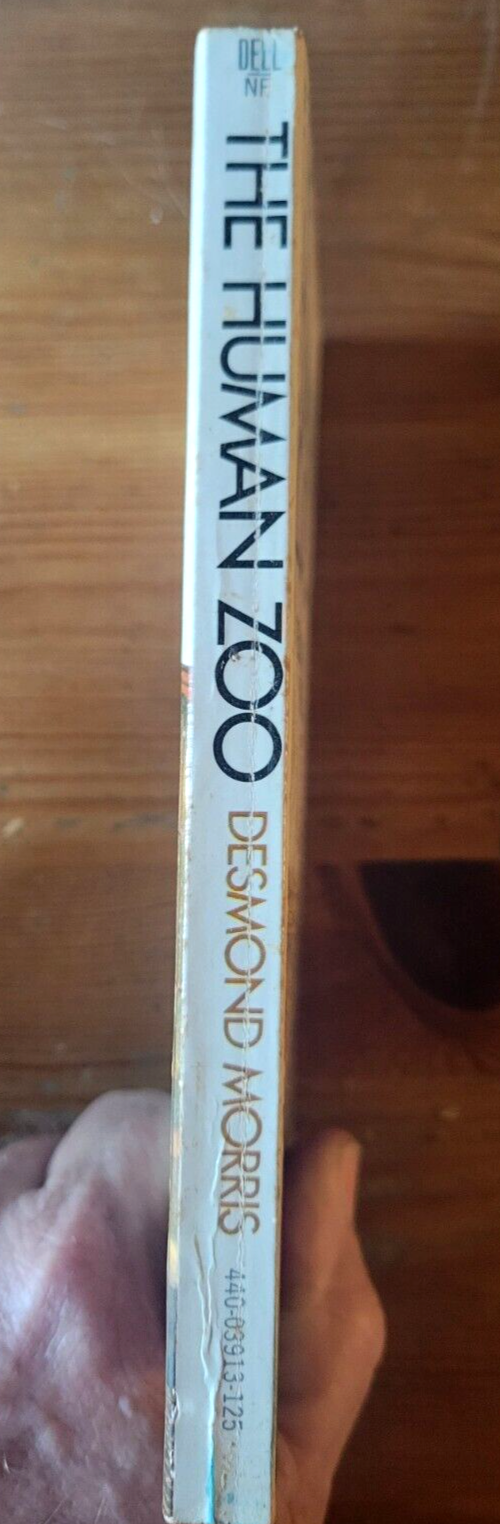 DELL
NF
THE HUMAN ZOO DESMOND MORRIS 440-03913-125